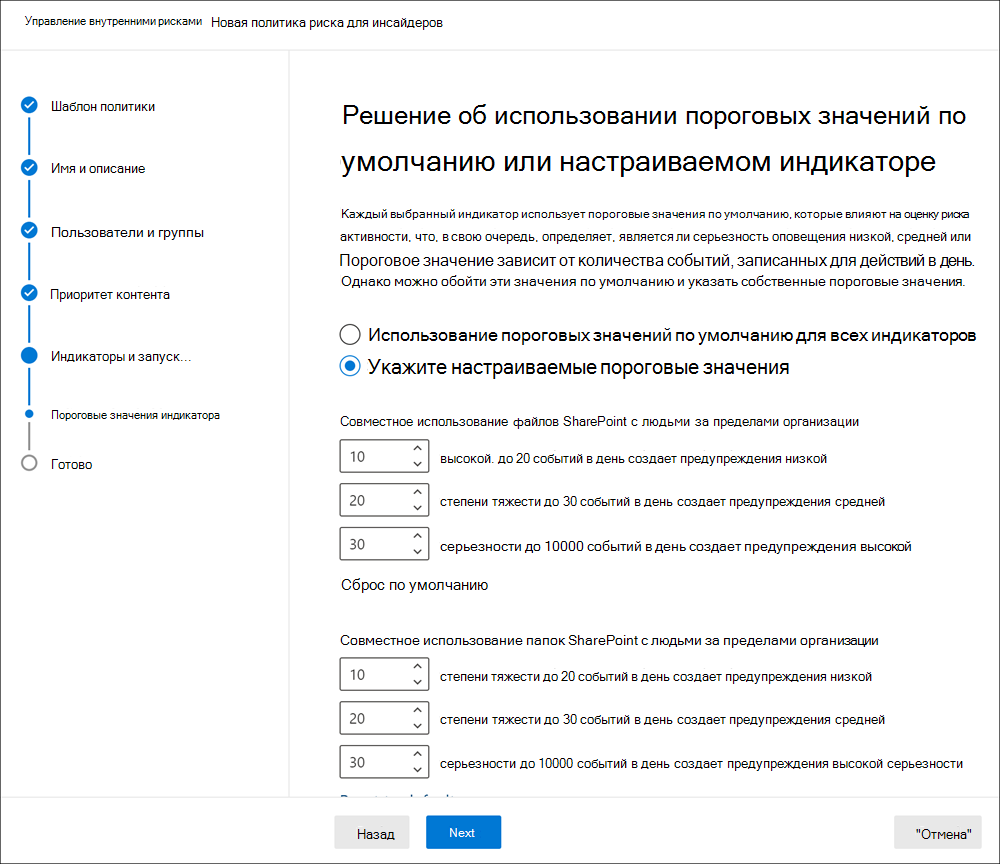 Управление внутренними рисками Новая политика риска для инсайдеров
Шаблон политики
Имя и описание
Пользователи и группы
Приоритет контента
Индикаторы и запуск...
Пороговые значения индикатора
Готово
Решение об использовании пороговых значений по
умолчанию или настраиваемом индикаторе
Каждый выбранный индикатор использует пороговые значения по умолчанию, которые влияют на оценку риска
активности, что, в свою очередь, определяет, является ли серьезность оповещения низкой, средней или
Пороговое значение зависит от количества событий, записанных для действий в день.
Однако можно обойти эти значения по умолчанию и указать собственные пороговые значения.
Использование пороговых значений по умолчанию для всех индикаторов
Укажите настраиваемые пороговые значения
Совместное использование файлов SharePoint с людьми за пределами организации
10 высокой. до 20 событий в день создает предупреждения низкой
20 степени тяжести до 30 событий в день создает предупреждения средней
30 серьезности до 10000 событий в день создает предупреждения высокой
Сброс по умолчанию
Совместное использование папок SharePoint с людьми за пределами организации
10 степени тяжести до 20 событий в день создает предупреждения низкой
20 степени тяжести до 30 событий в день создает предупреждения средней
30 серьезности до 10000 событий в день создает предупреждения высокой серьезности
Назад Next "Отмена"